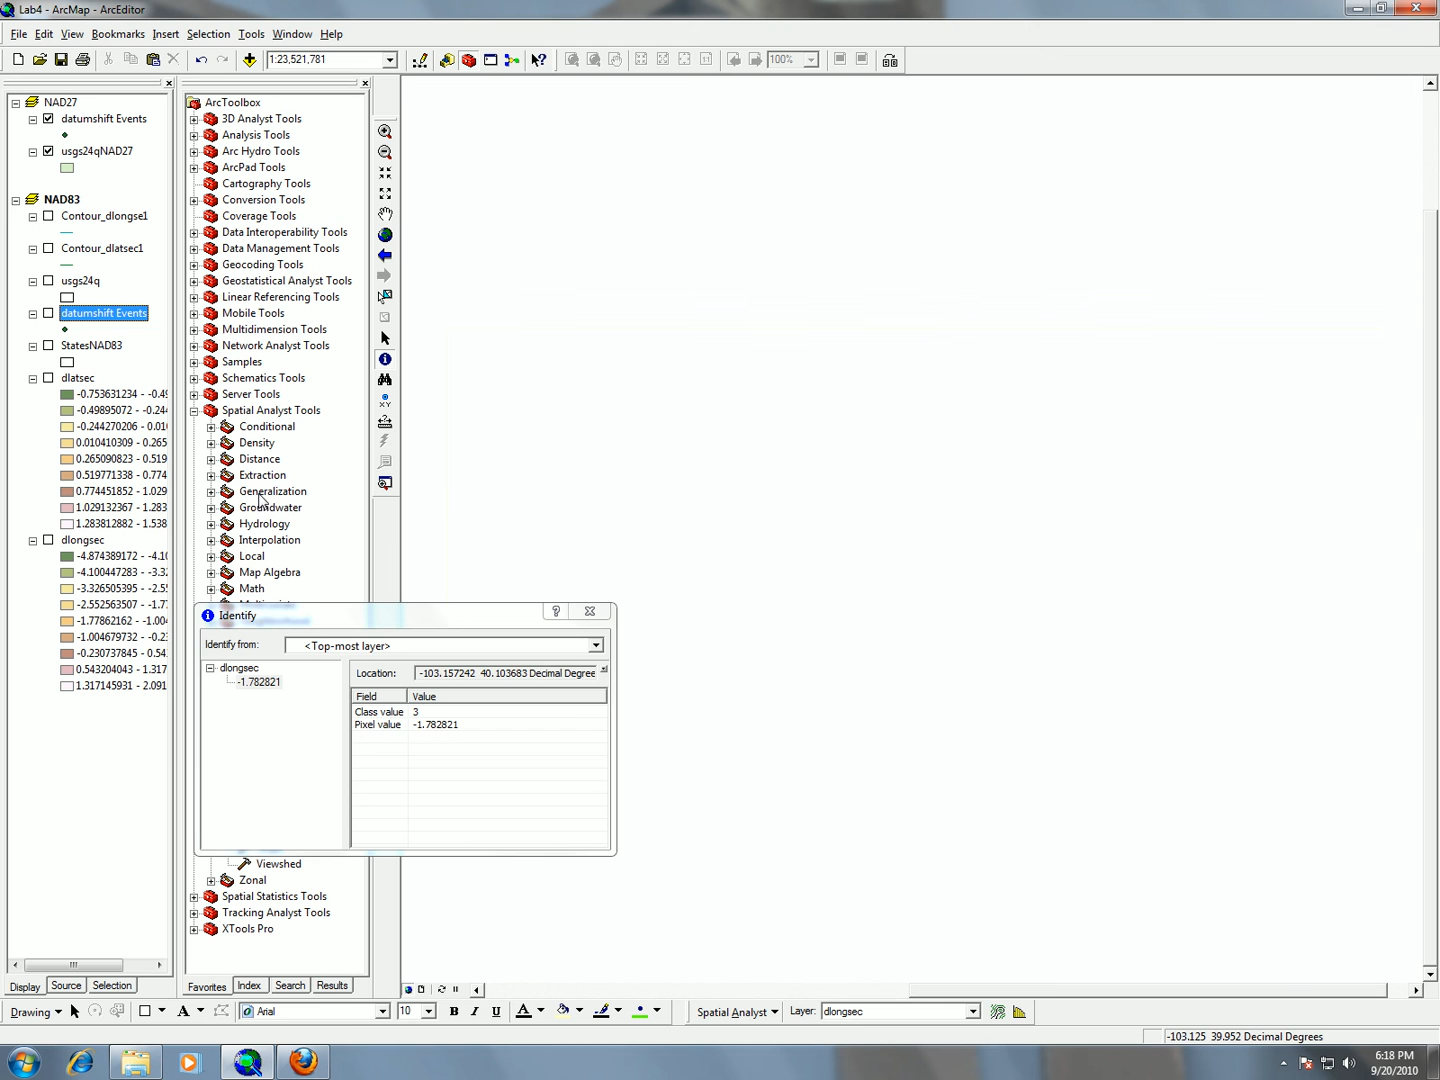 Lab4 - ArcMap - ArcEditor
File Edit View Bookmarks Insert Selection Tools Window Help
1:23,521,781
100%
NAD27
datumshift Events
usgs24qNAD27
NAD83
Contour_dlongse1
Contour_dlatsec1
usgs24q
datumshift Events
StatesNAD83
dlatsec
-0.753631234 - -0.49
-0.49895072 - -0.244
-0.244270206 - 0.010
0.010410309 - 0.265
0.265090823 - 0.519
0.519771338 - 0.774
0.774451852 - 1.029
1.029132367 - 1.283
1.283812882 - 1.538
dlongsec
-4.874389172 - -4.10
-4.100447283 - -3.32
-3.326505395 - -2.55
-2.552563507 - -1.77
-1.77862162 - -1.004
-1.004679732 - -0.23
-0.230737835 - 0.54
0.543204043 - 1.317
1.317145931 - 2.091
Display Source Selection
ArcToolbox
3D Analyst Tools
Analysis Tools
Arc Hydro Tools
ArcPad Tools
Cartography Tools
Conversion Tools
Coverage Tools
Data Interoperability Tools
Data Management Tools
Geocoding Tools
Geostatistical Analyst Tools
Linear Referencing Tools
Mobile Tools
Multidimension Tools
Network Analyst Tools
Samples
Schematics Tools
Server Tools
Spatial Analyst Tools
Conditional
Density
Distance
Extraction
Generalization
Groundwater
Hydrology
Interpolation
Local
Map Algebra
Math
Viewshed
Zonal
Spatial Statistics Tools
Tracking Analyst Tools
XTools Pro
Favorites Index Search Results
XY
Identify
Identify from: <Top-most layer>
dlongsec
-1.782821
Location: -103.157242 40.103683 Decimal Degree
Field Value
Class value 3
Pixel value -1.782821
Drawing A Arial 10 B I U A Spatial Analyst Layer: dlongsec
-103.125 39.952 Decimal Degrees
6:18 PM
9/20/2010